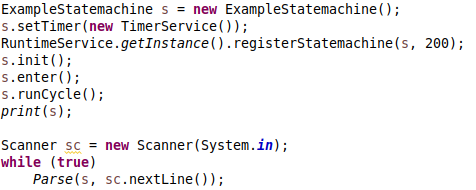 ExampleStatemachine s = new ExampleStatemachine();
s.setTimer(new TimerService());
RuntimeService.getInstance().registerStatemachine(s, 200);
s.init();
s.enter();
s.runCycle();
print(s);

Scanner sc = new Scanner(System.in);
while (true)
    Parse(s, sc.nextLine());